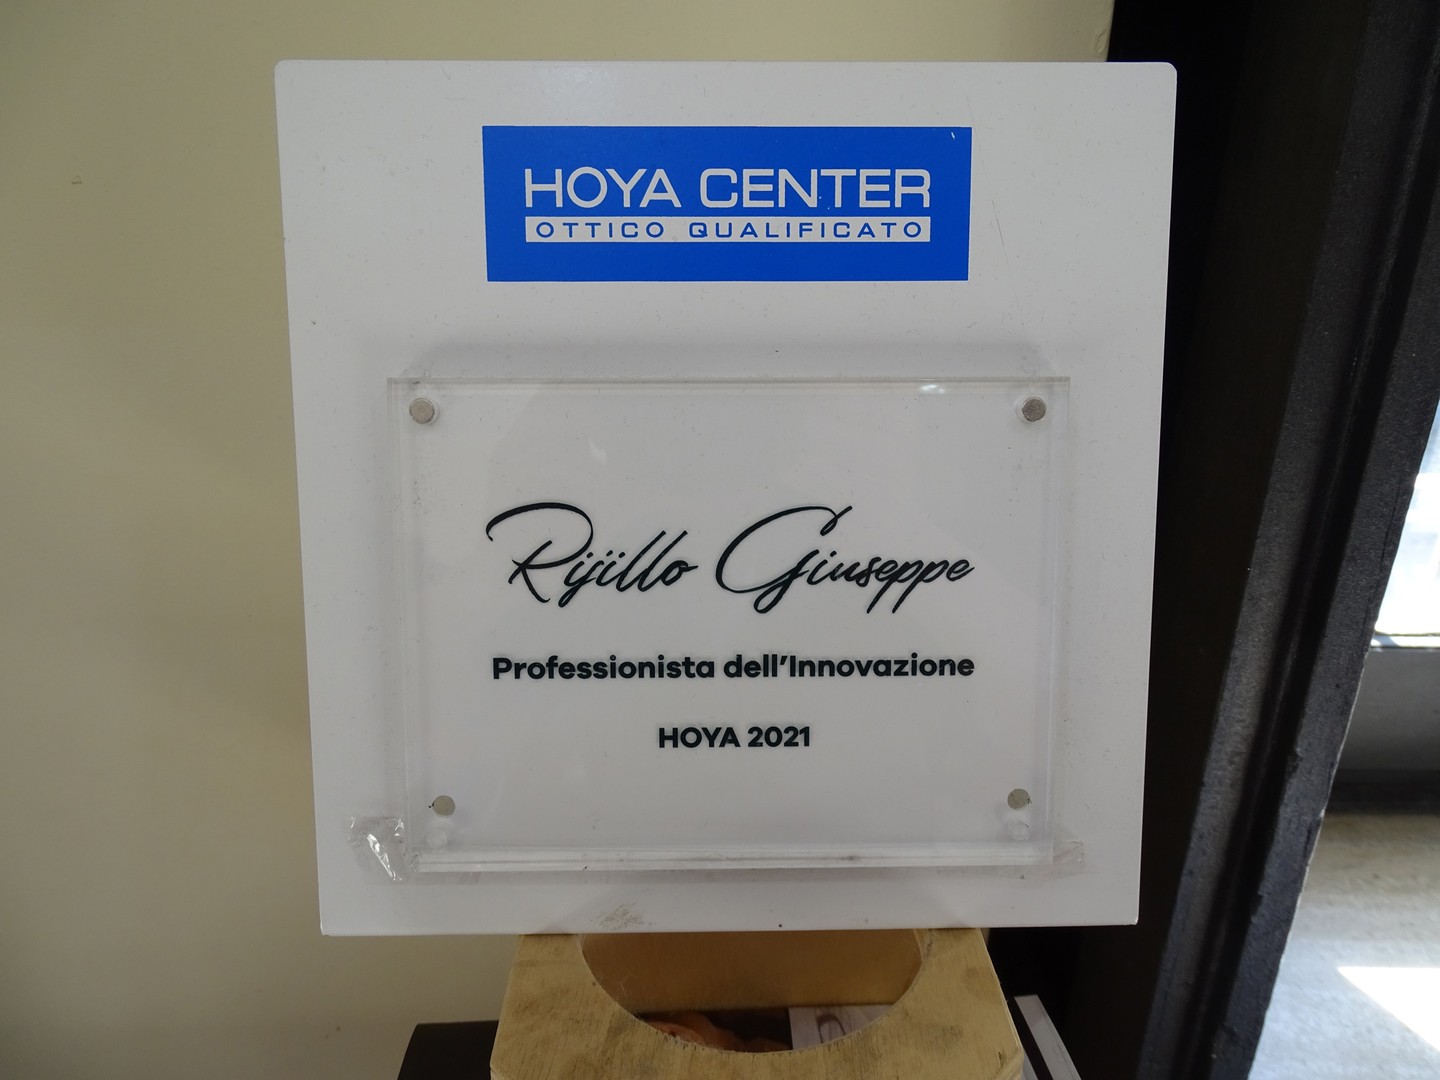 HOYA CENTER
OTTICO QUALIFICATO
Rijillo Giuseppe
Professionista dell'Innovazione
HOYA 2021